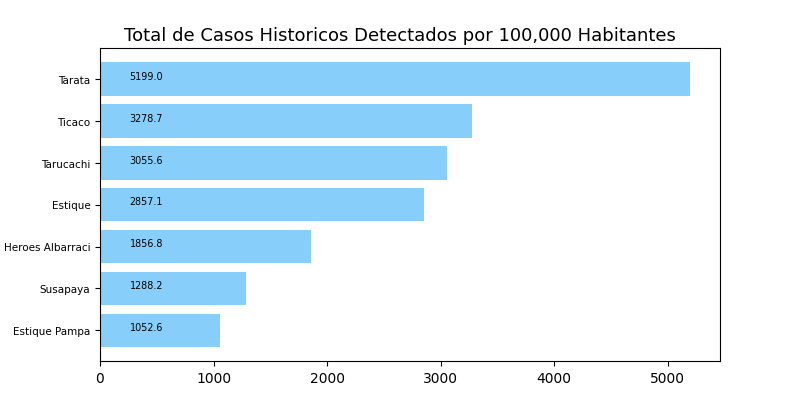 Total de Casos Historicos Detectados por 100,000 Habitantes
Tarata 5199.0
Ticaco 3278.7
Tarucachi 3055.6
Estique 2857.1
Heroes Albarraci 1856.8
Susapaya 1288.2
Estique Pampa 1052.6
0 1000 2000 3000 4000 5000